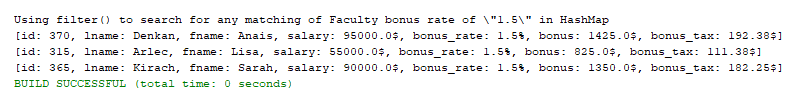 Using filter() to search for any matching of Faculty bonus rate of \"1.5\" in HashMap
[id: 370, lname: Denkan, fname: Anais, salary: 95000.0$, bonus_rate: 1.5%, bonus: 1425.0$, bonus_tax: 192.38$]
[id: 315, lname: Arlec, fname: Lisa, salary: 55000.0$, bonus_rate: 1.5%, bonus: 825.0$, bonus_tax: 111.38$]
[id: 365, lname: Kirach, fname: Sarah, salary: 90000.0$, bonus_rate: 1.5%, bonus: 1350.0$, bonus_tax: 182.25$]
BUILD SUCCESSFUL (total time: 0 seconds)